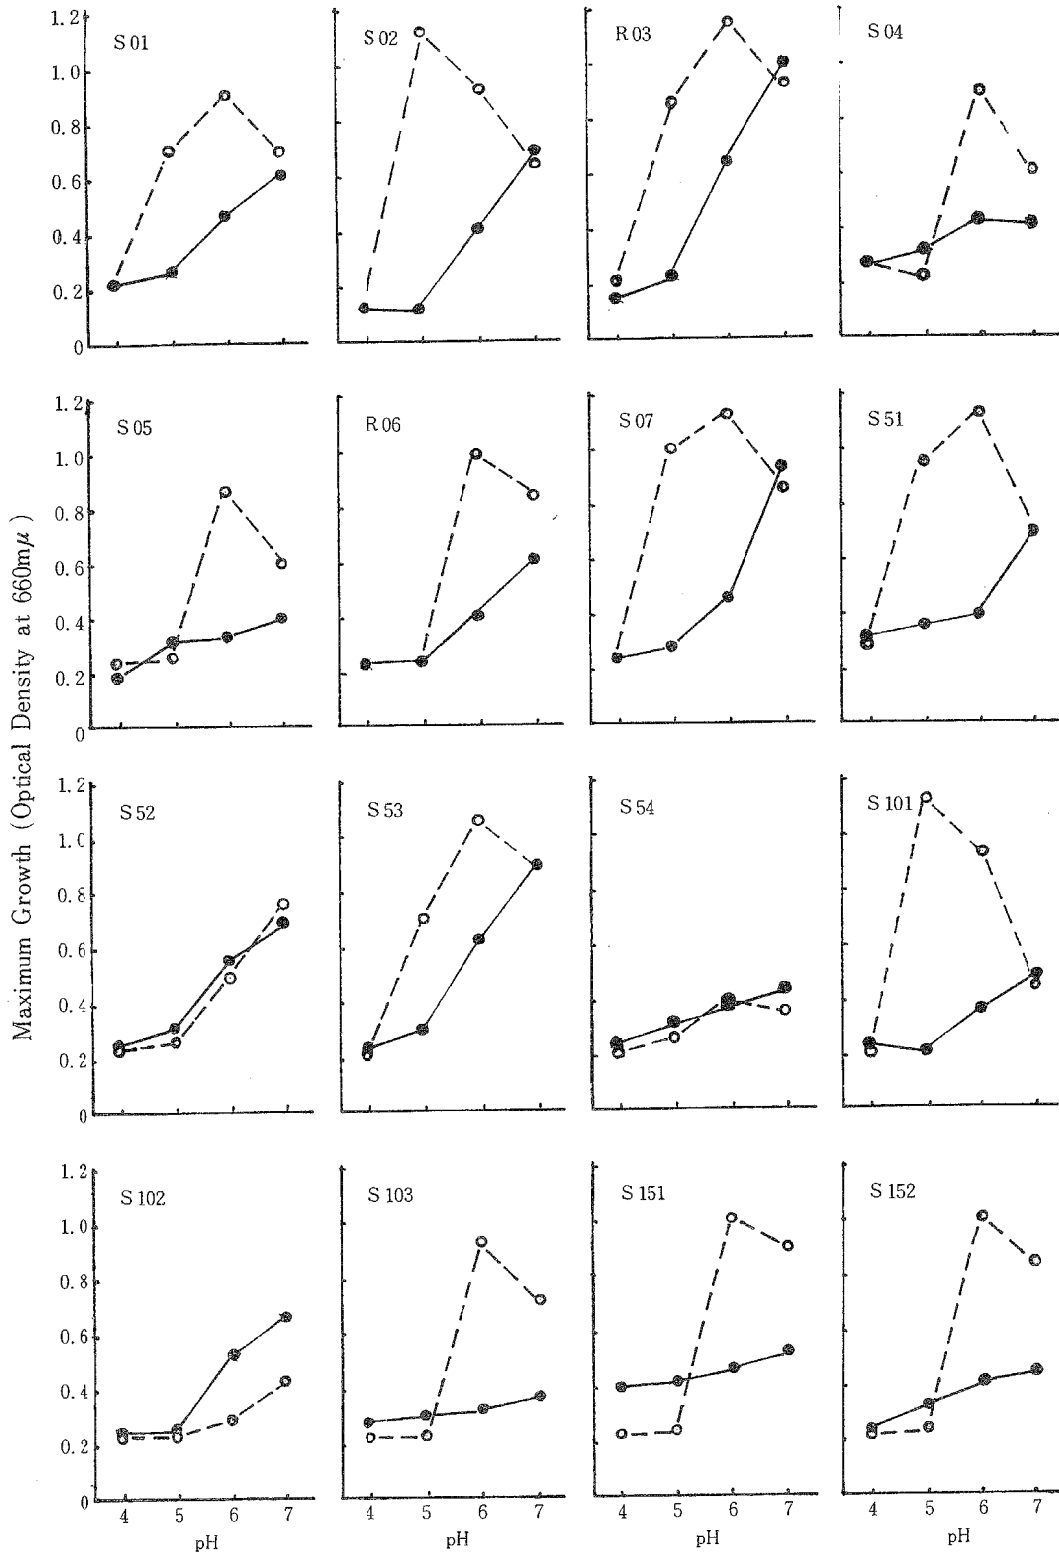 Maximum Growth (Optical Density at 660mμ)
1.2
1.0
0.8
0.6
0.4
0.2
0
S 01
S 02
R 03
S 04
1.2
1.0
0.8
0.6
0.4
0.2
0
S 05
R 06
S 07
S 51
1.2
1.0
0.8
0.6
0.4
0.2
0
S 52
S 53
S 54
S 101
1.2
1.0
0.8
0.6
0.4
0.2
0
S 102
S 103
S 151
S 152
4 5 6 7
pH
4 5 6 7
pH
4 5 6 7
pH
4 5 6 7
pH